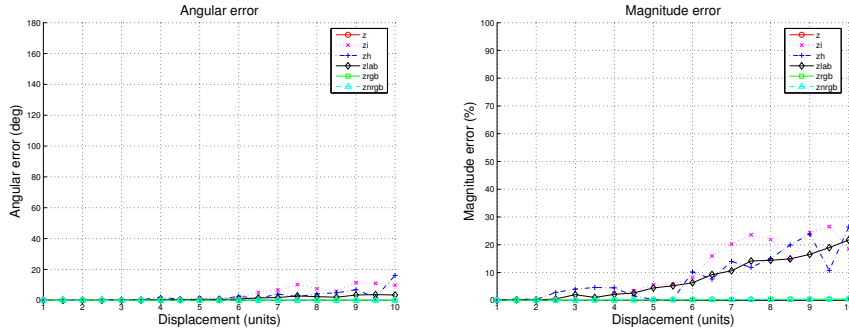 Angular error
180
160
140
120
100
80
60
40
20
0
1 2 3 4 5 6 7 8 9 10
Angular error (deg)
Displacement (units)
z
zi
zh
zlab
zrgb
znrgb
Magnitude error
100
90
80
70
60
50
40
30
20
10
0
1 2 3 4 5 6 7 8 9 10
Magnitude error (%)
Displacement (units)
z
zi
zh
zlab
zrgb
znrgb